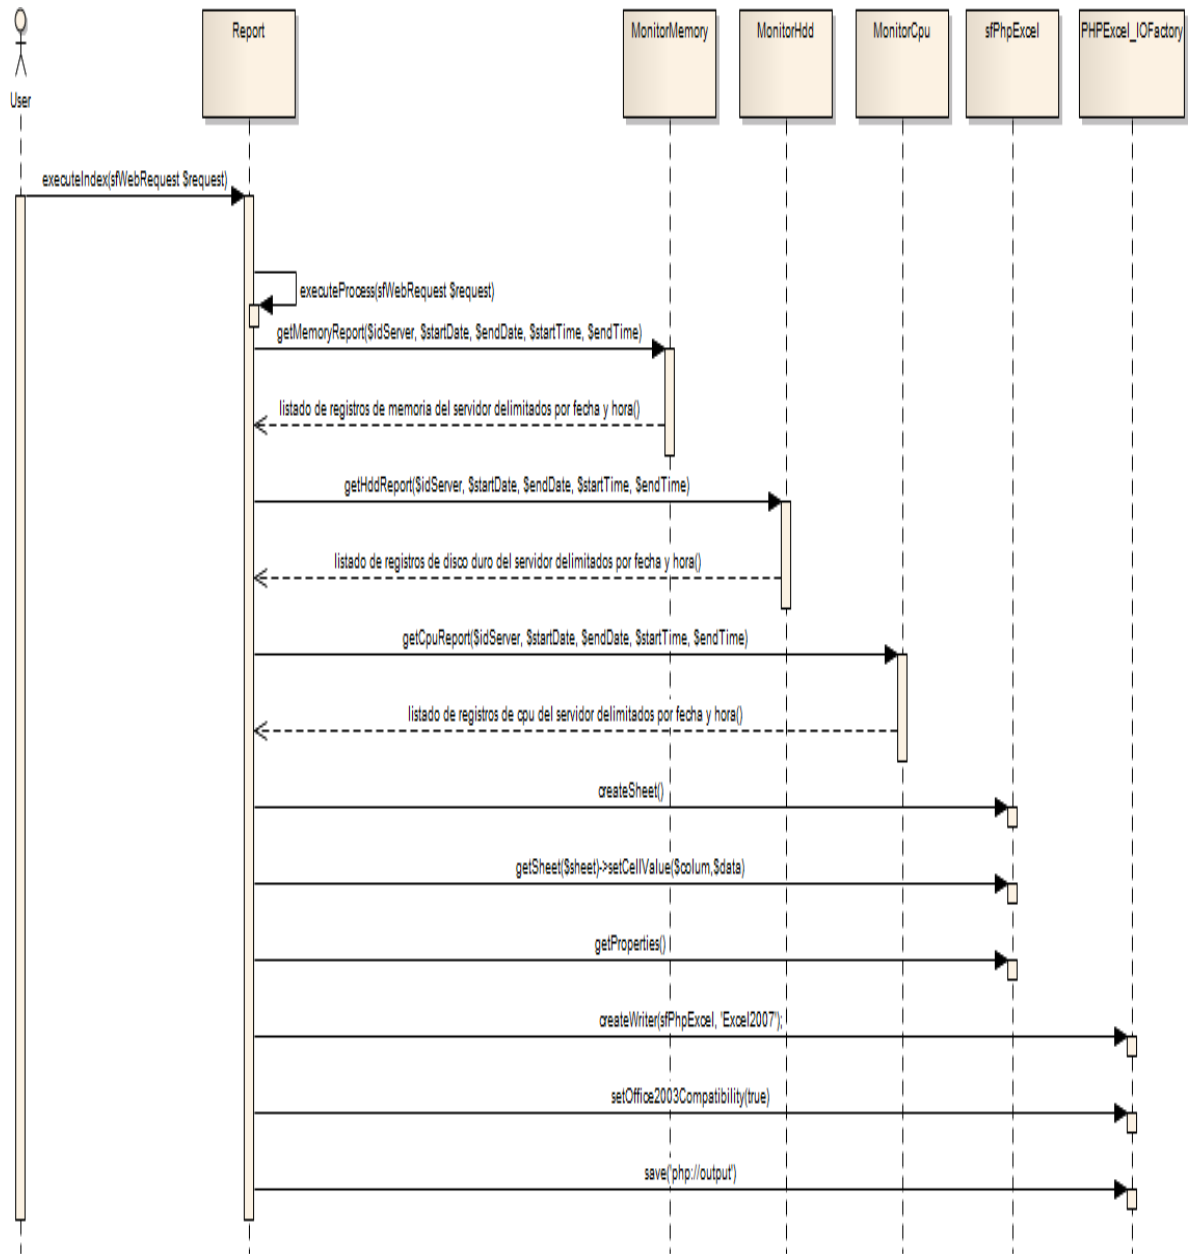 Report
MonitorMemory
MonitorHdd
MonitorCpu
sfPhpExcel
PHPExcel_IOFactory
User
executeIndex(sfWebRequest $request)
executeProcess(sfWebRequest $request)
getMemoryReport($idServer, $startDate, $endDate, $startTime, $endTime)
listado de registros de memoria del servidor delimitados por fecha y hora()
getHddReport($idServer, $startDate, $endDate, $startTime, $endTime)
listado de registros de disco duro del servidor delimitados por fecha y hora()
getCpuReport($idServer, $startDate, $endDate, $startTime, $endTime)
listado de registros de cpu del servidor delimitados por fecha y hora()
createSheet()
getSheet($sheet)->setCellValue($colum,$data)
getProperties()
createWriter(sfPhpExcel, 'Excel2007');
setOffice2003Compatibility(true)
save('php://output')